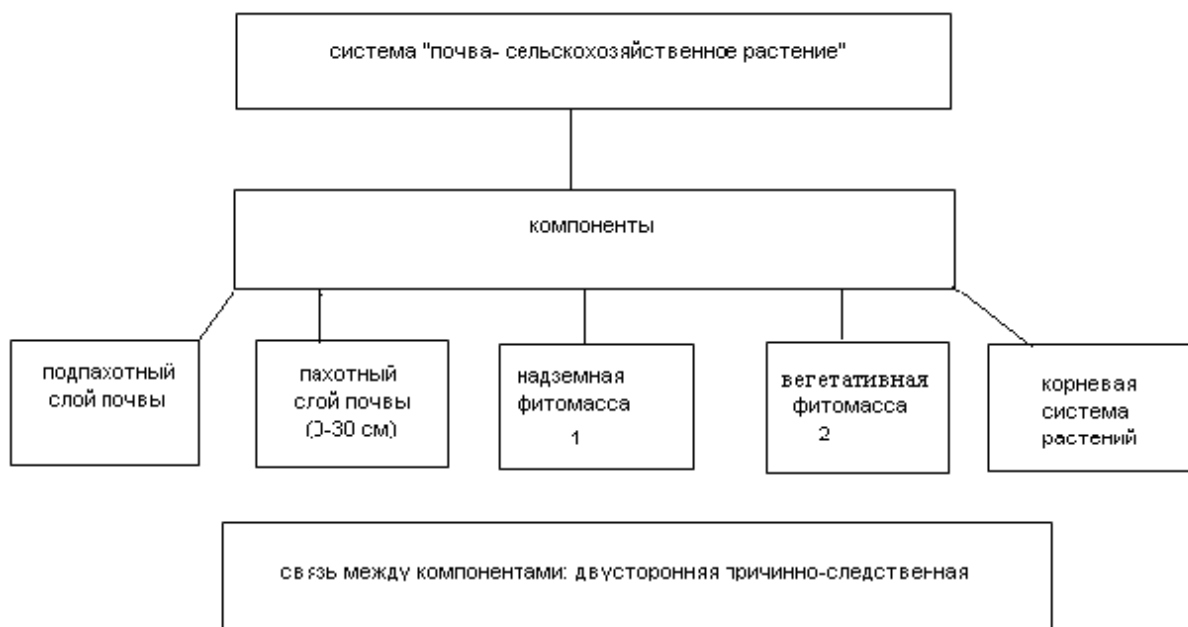 система "почва- сельскохозяйственное растение"
компоненты
подпахотный
слой почвы
пахотный
слой почвы
(0-30 см)
надземная
фитомасса
1
вегетативная
фитомасса
2
корневая
система
растений
связь между компонентами: двусторонняя причинно-следственная